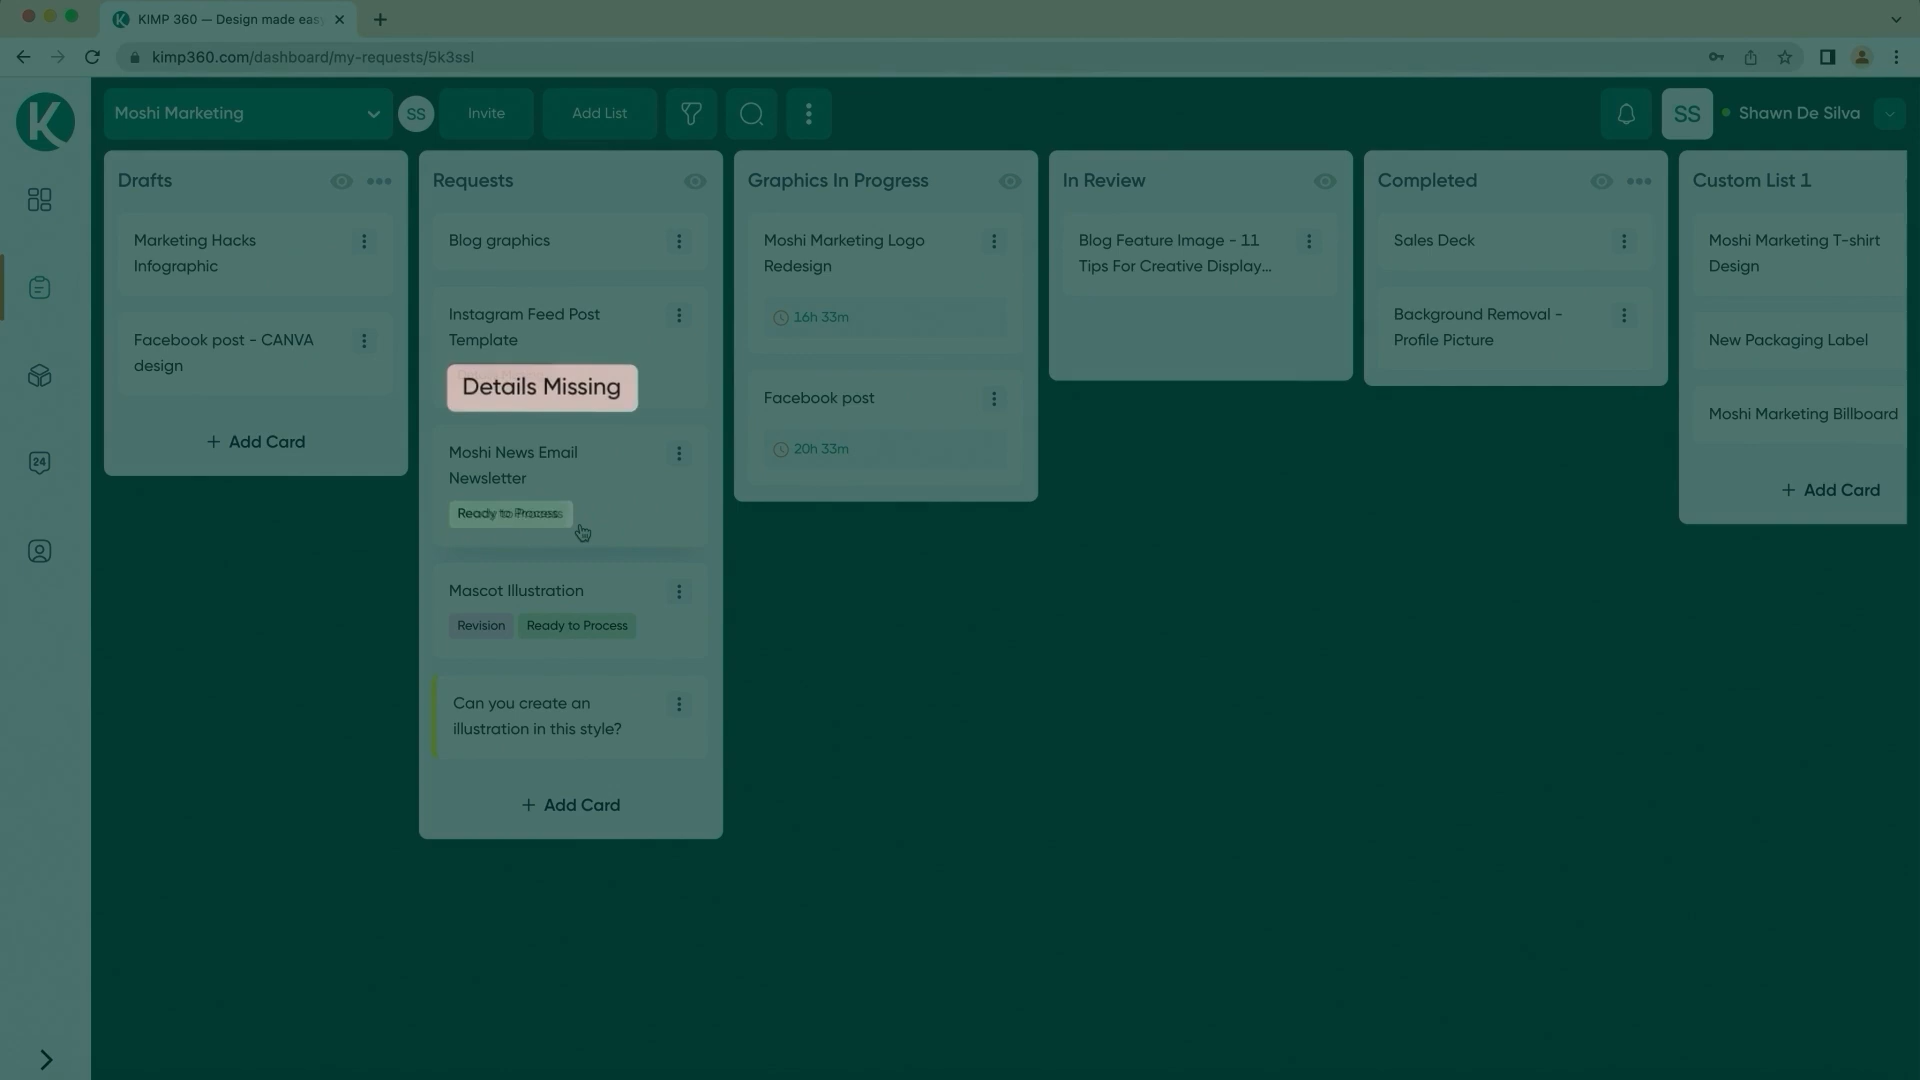 KIMP 360 — Design made eas
kimp360.com/dashboard/my-requests/5k3ssl
K
Moshi Marketing
SS
Invite
Add List
SS
Shawn De Silva
Drafts
Marketing Hacks
Infographic
Facebook post - CANVA
design
+ Add Card
Requests
Blog graphics
Instagram Feed Post
Template
Details Missing
Moshi News Email
Newsletter
Ready to Process
Mascot Illustration
Revision
Ready to Process
Can you create an
illustration in this style?
+ Add Card
Graphics In Progress
Moshi Marketing Logo
Redesign
16h 33m
Facebook post
20h 33m
In Review
Blog Feature Image - 11
Tips For Creative Display...
Completed
Sales Deck
Background Removal -
Profile Picture
Custom List 1
Moshi Marketing T-shirt
Design
New Packaging Label
Moshi Marketing Billboard
+ Add Card
24